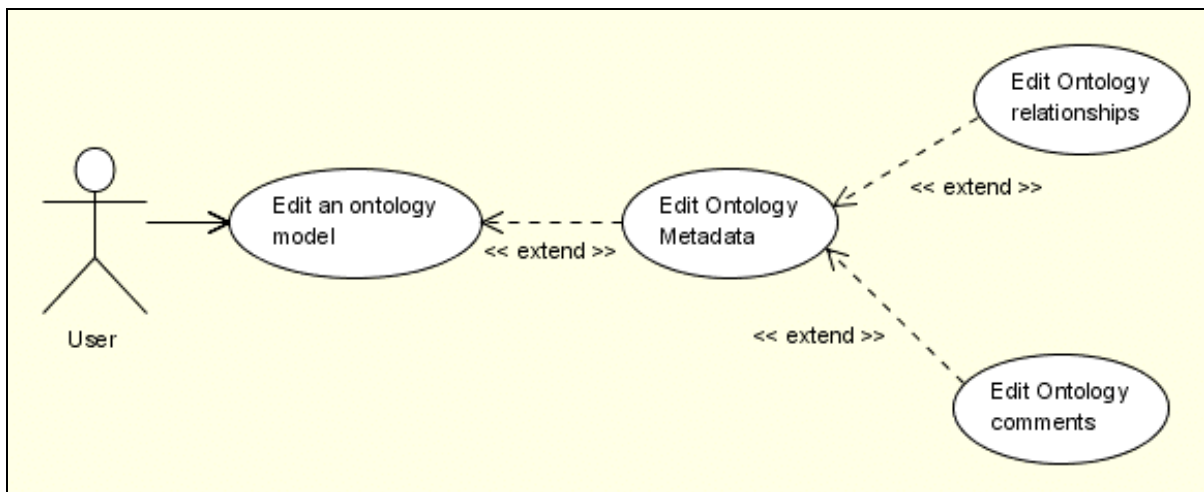 Edit Ontology
relationships
<< extend >>
Edit an ontology
model
<< extend >>
Edit Ontology
Metadata
User
<< extend >>
Edit Ontology
comments